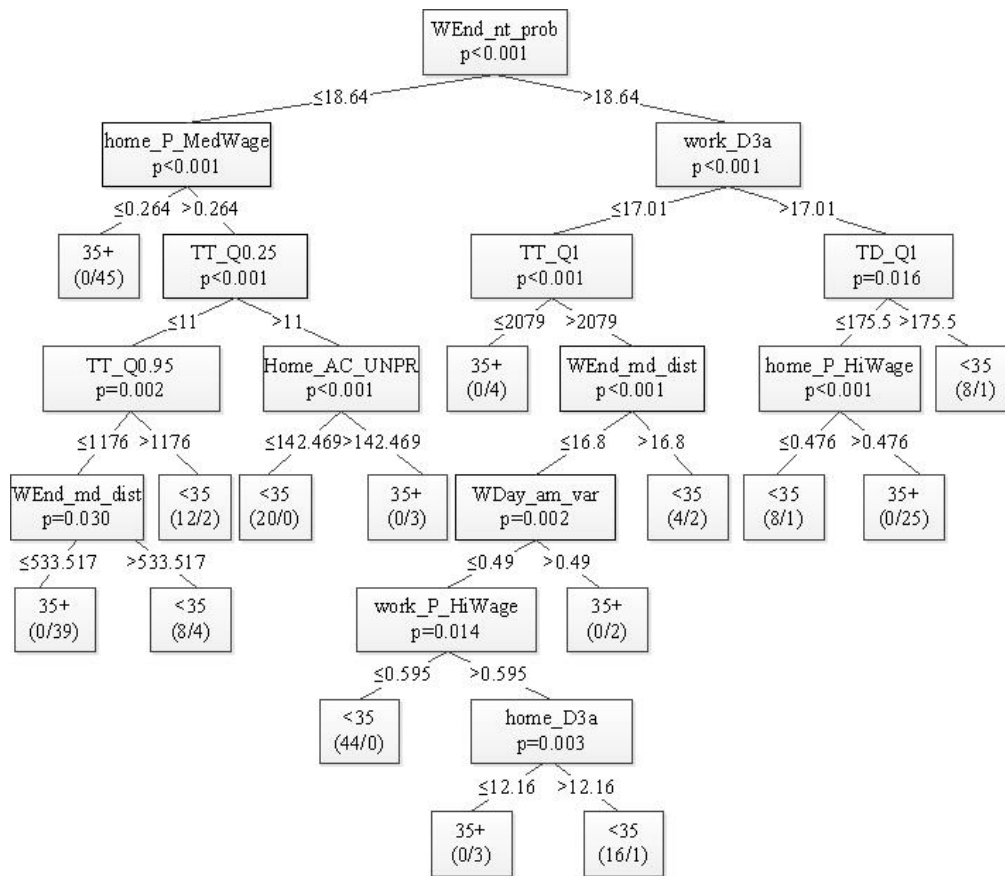 WEnd_nt_prob
p<0.001
≤18.64
>18.64
home_P_MedWage
p<0.001
work_D3a
p<0.001
≤0.264
>0.264
≤17.01
>17.01
35+
(0/45)
TT_Q0.25
p<0.001
TT_Q1
p<0.001
TD_Q1
p=0.016
≤11
>11
≤2079
>2079
≤175.5
>175.5
TT_Q0.95
p=0.002
Home_AC_UNPR
p<0.001
35+
(0/4)
WEnd_md_dist
p<0.001
home_P_HiWage
p<0.001
<35
(8/1)
≤1176
>1176
≤142.469
>142.469
≤16.8
>16.8
≤0.476
>0.476
WEnd_md_dist
p=0.030
<35
(12/2)
<35
(20/0)
35+
(0/3)
WDay_am_var
p=0.002
<35
(4/2)
<35
(8/1)
35+
(0/25)
≤533.517
>533.517
≤0.49
>0.49
35+
(0/39)
<35
(8/4)
work_P_HiWage
p=0.014
35+
(0/2)
≤0.595
>0.595
<35
(44/0)
home_D3a
p=0.003
≤12.16
>12.16
35+
(0/3)
<35
(16/1)